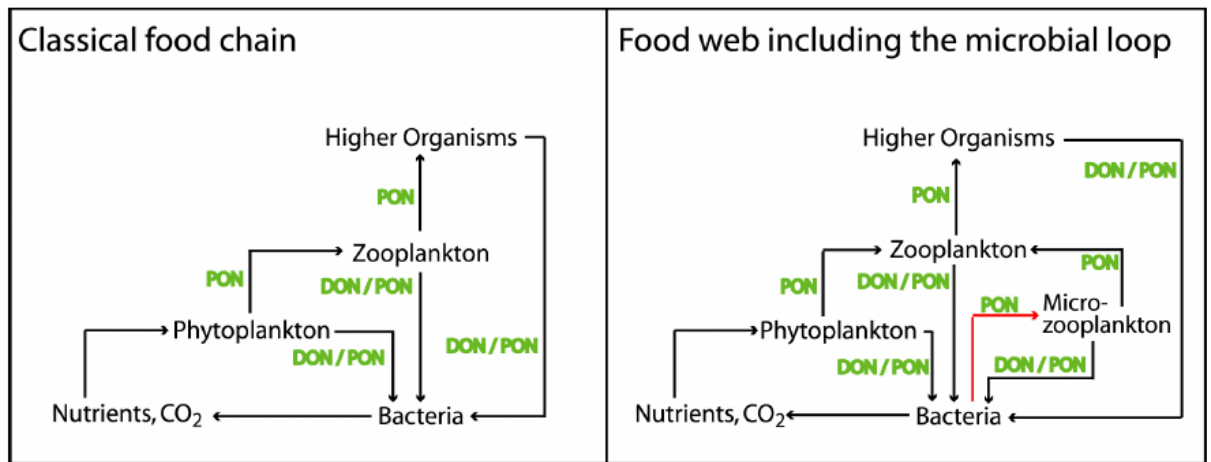 Classical food chain
Higher Organisms
PON
Zooplankton
PON
DON / PON
Phytoplankton
DON / PON
DON / PON
Nutrients, CO₂
Bacteria
Food web including the microbial loop
Higher Organisms
DON / PON
PON
Zooplankton
PON
PON
DON / PON
PON
Micro-
zooplankton
Phytoplankton
DON / PON
DON / PON
Nutrients, CO₂
Bacteria